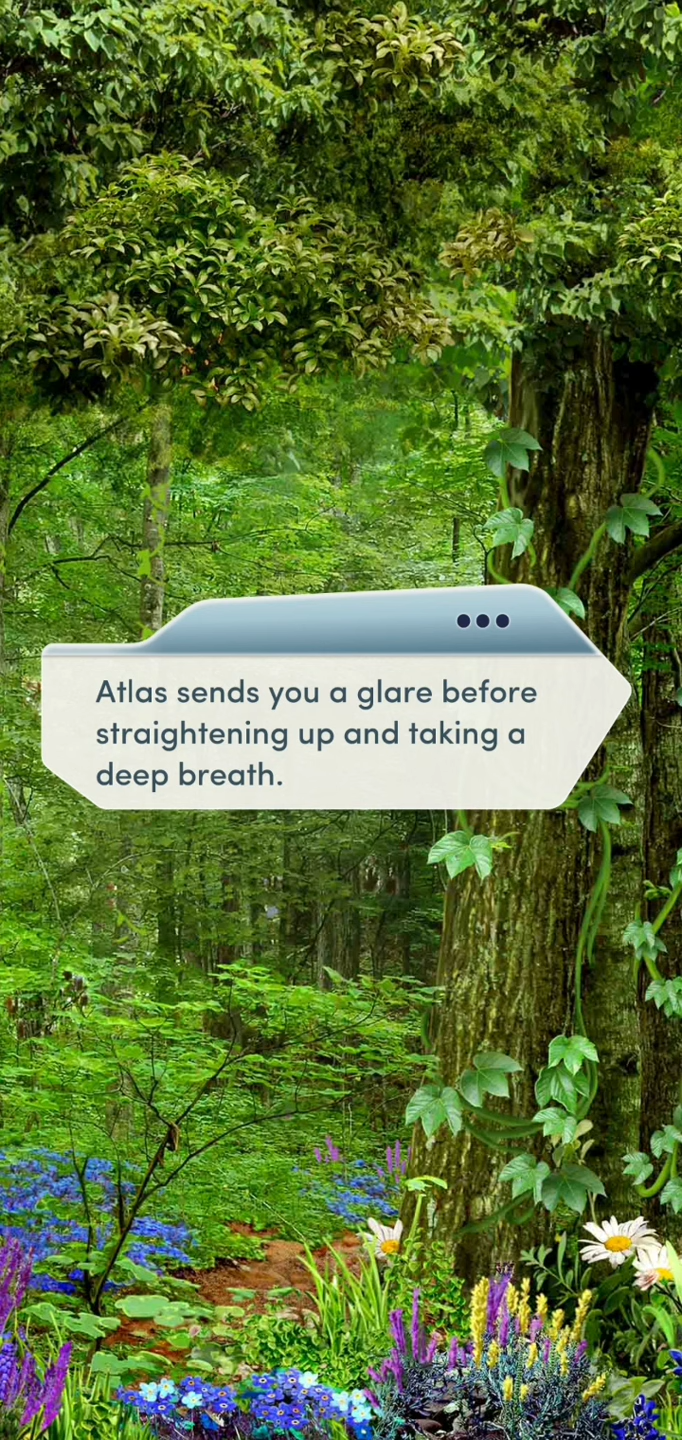 Atlas sends you a glare before
straightening up and taking a
deep breath.